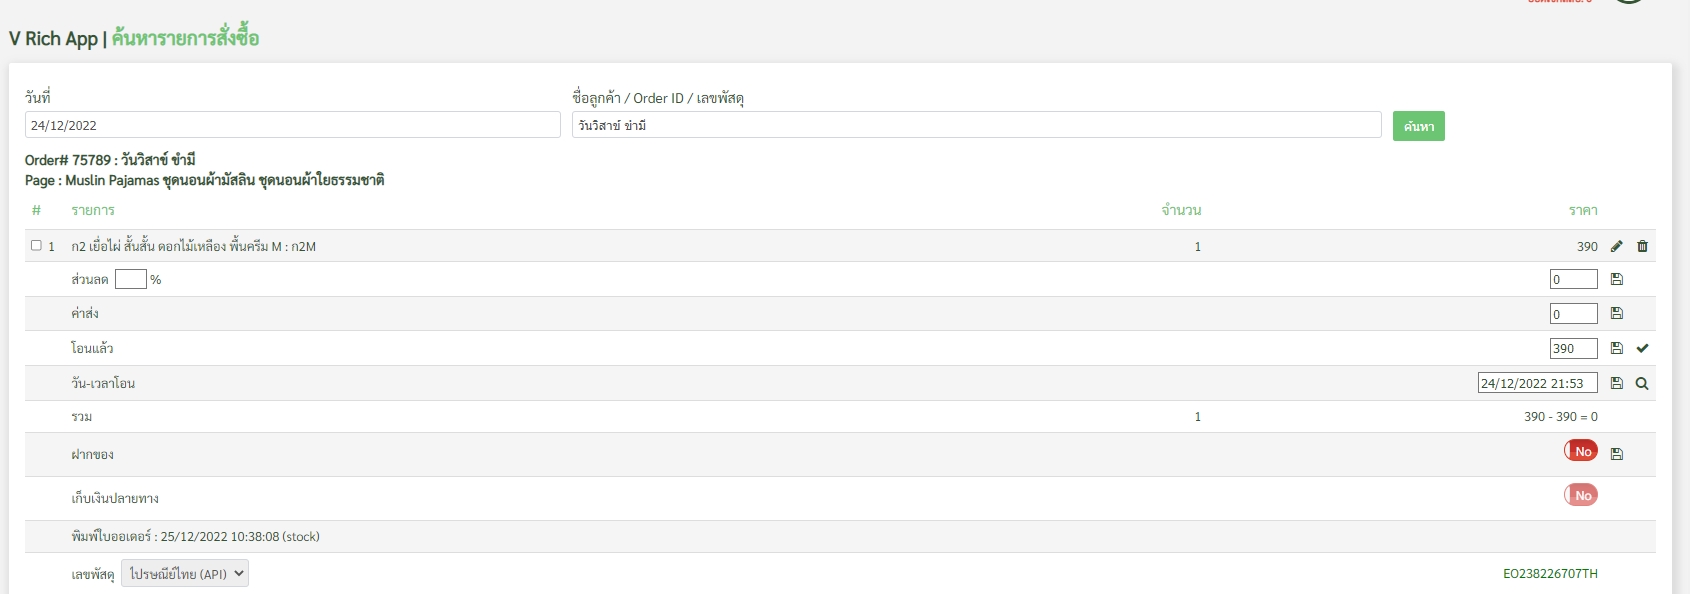 V Rich App | ค้นหารายการสั่งซื้อ
วันที่
ชื่อลูกค้า / Order ID / เลขพัสดุ
24/12/2022
วันวิสาข์ ขำมี
ค้นหา
Order# 75789 : วันวิสาข์ ขำมี
Page : Muslin Pajamas ชุดนอนผ้ามัสลิน ชุดนอนผ้าใยธรรมชาติ
# รายการ จำนวน ราคา
1 ก2 เยื่อไผ่ สั้นสั้น ดอกไม้เหลือง พื้นครีม M : ก2M 1 390
ส่วนลด % 0
ค่าส่ง 0
โอนแล้ว 390
วัน-เวลาโอน 24/12/2022 21:53
รวม 1 390 - 390 = 0
ฝากของ No
เก็บเงินปลายทาง No
พิมพ์ใบออเดอร์ : 25/12/2022 10:38:08 (stock)
เลขพัสดุ ไปรษณีย์ไทย (API) EO238226707TH